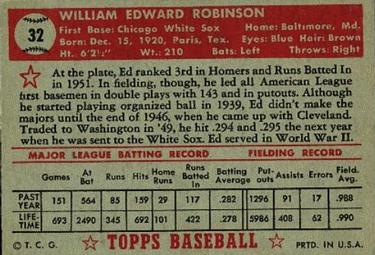 32
WILLIAM EDWARD ROBINSON
First Base: Chicago White Sox Home: Baltimore, Md.
Born: Dec. 15, 1920, Paris, Tex. Eyes: Blue Hair: Brown
Ht. 6'2½" Wt.: 210 Bats: Left Throws: Right
At the plate, Ed ranked 3rd in Homers and Runs Batted In
in 1951. In fielding, though, he led all American League
first basemen in double plays with 143 and in putouts. Although
he started playing organized ball in 1939, Ed didn't make the
majors until the end of 1946, when he came up with Cleveland.
Traded to Washington in '49, he hit .294 and .295 the next year
when he was sent to the White Sox. Ed served in World War II.
MAJOR LEAGUE BATTING RECORD FIELDING RECORD
Games At Bat Runs Hits Home Runs Runs Batted In Batting Average Put-outs Assists Errors Field. Avg.
PAST YEAR 151 564 85 159 29 117 .282 1296 91 17 .988
LIFE-TIME 693 2490 345 692 101 422 .278 5986 408 62 .990
© T. C. G. TOPPS BASEBALL PRTD. IN U.S.A.